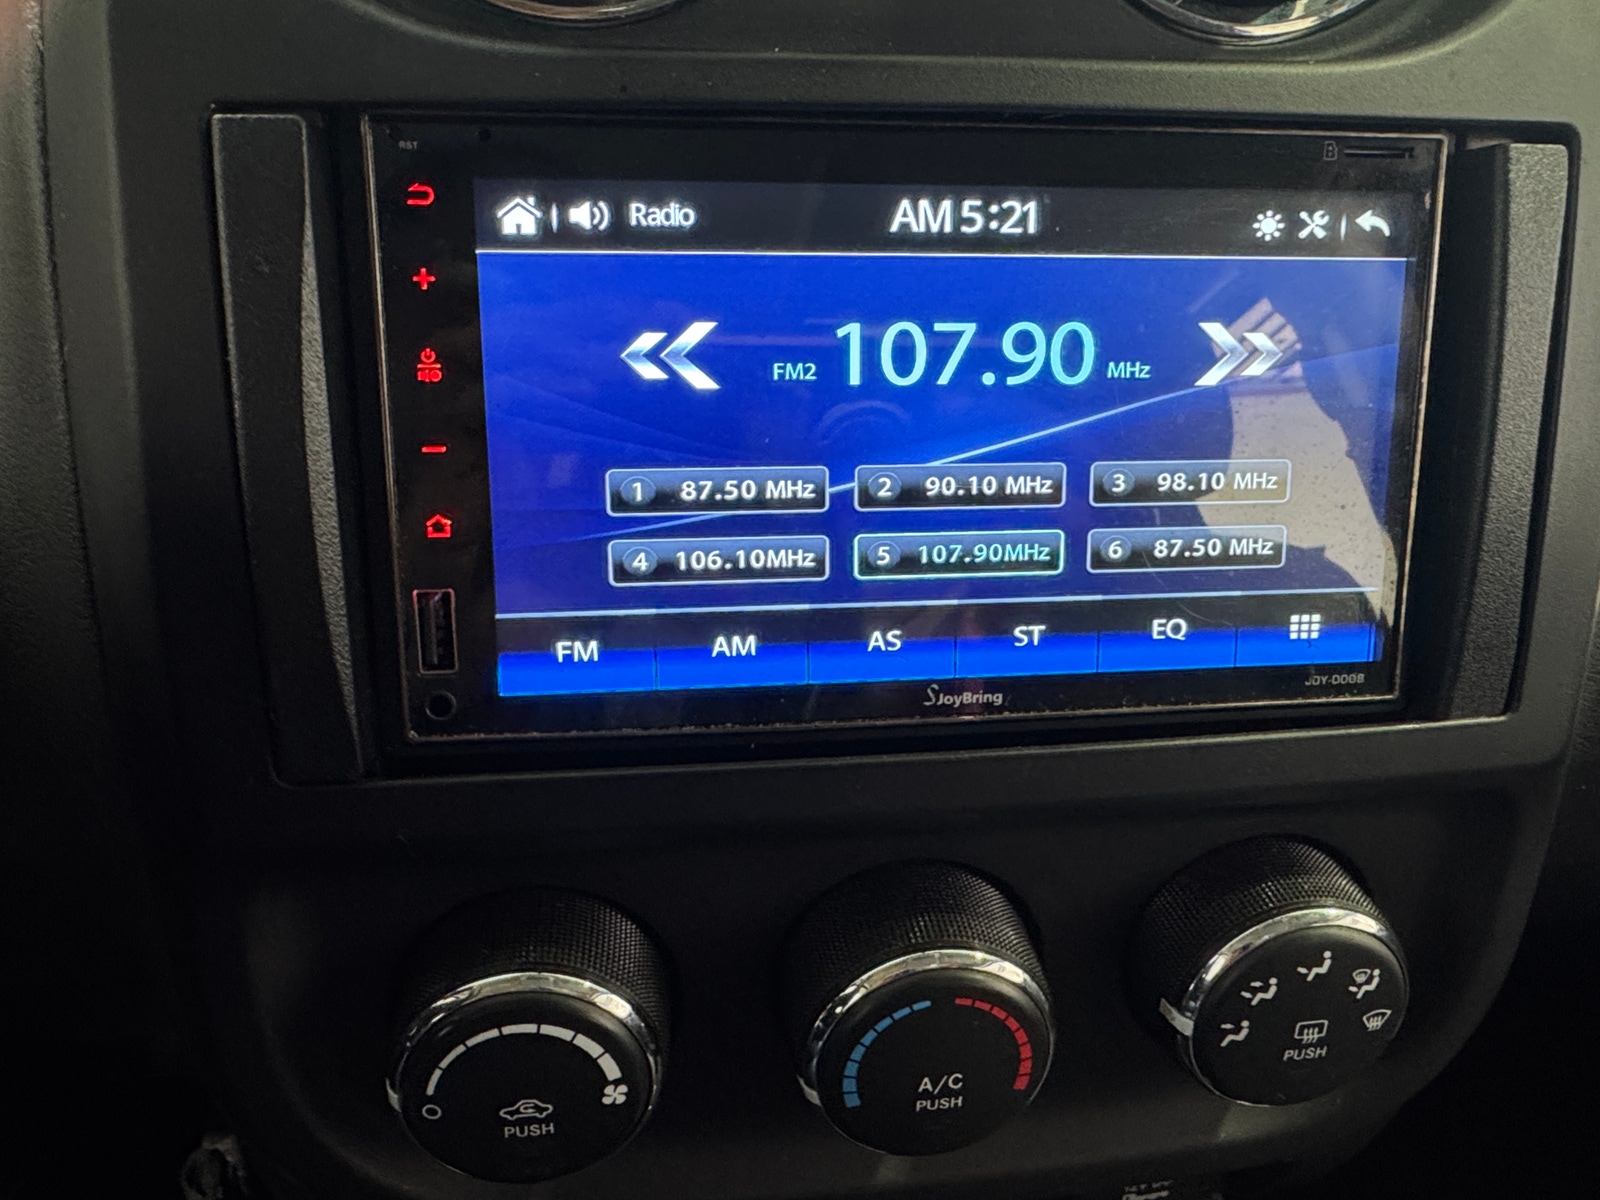 RST
Radio AM 5:21
FM2 107.90 MHz
1 87.50 MHz 2 90.10 MHz 3 98.10 MHz
4 106.10MHz 5 107.90MHz 6 87.50 MHz
FM AM AS ST EQ
JoyBring
PUSH
A/C
PUSH
PUSH